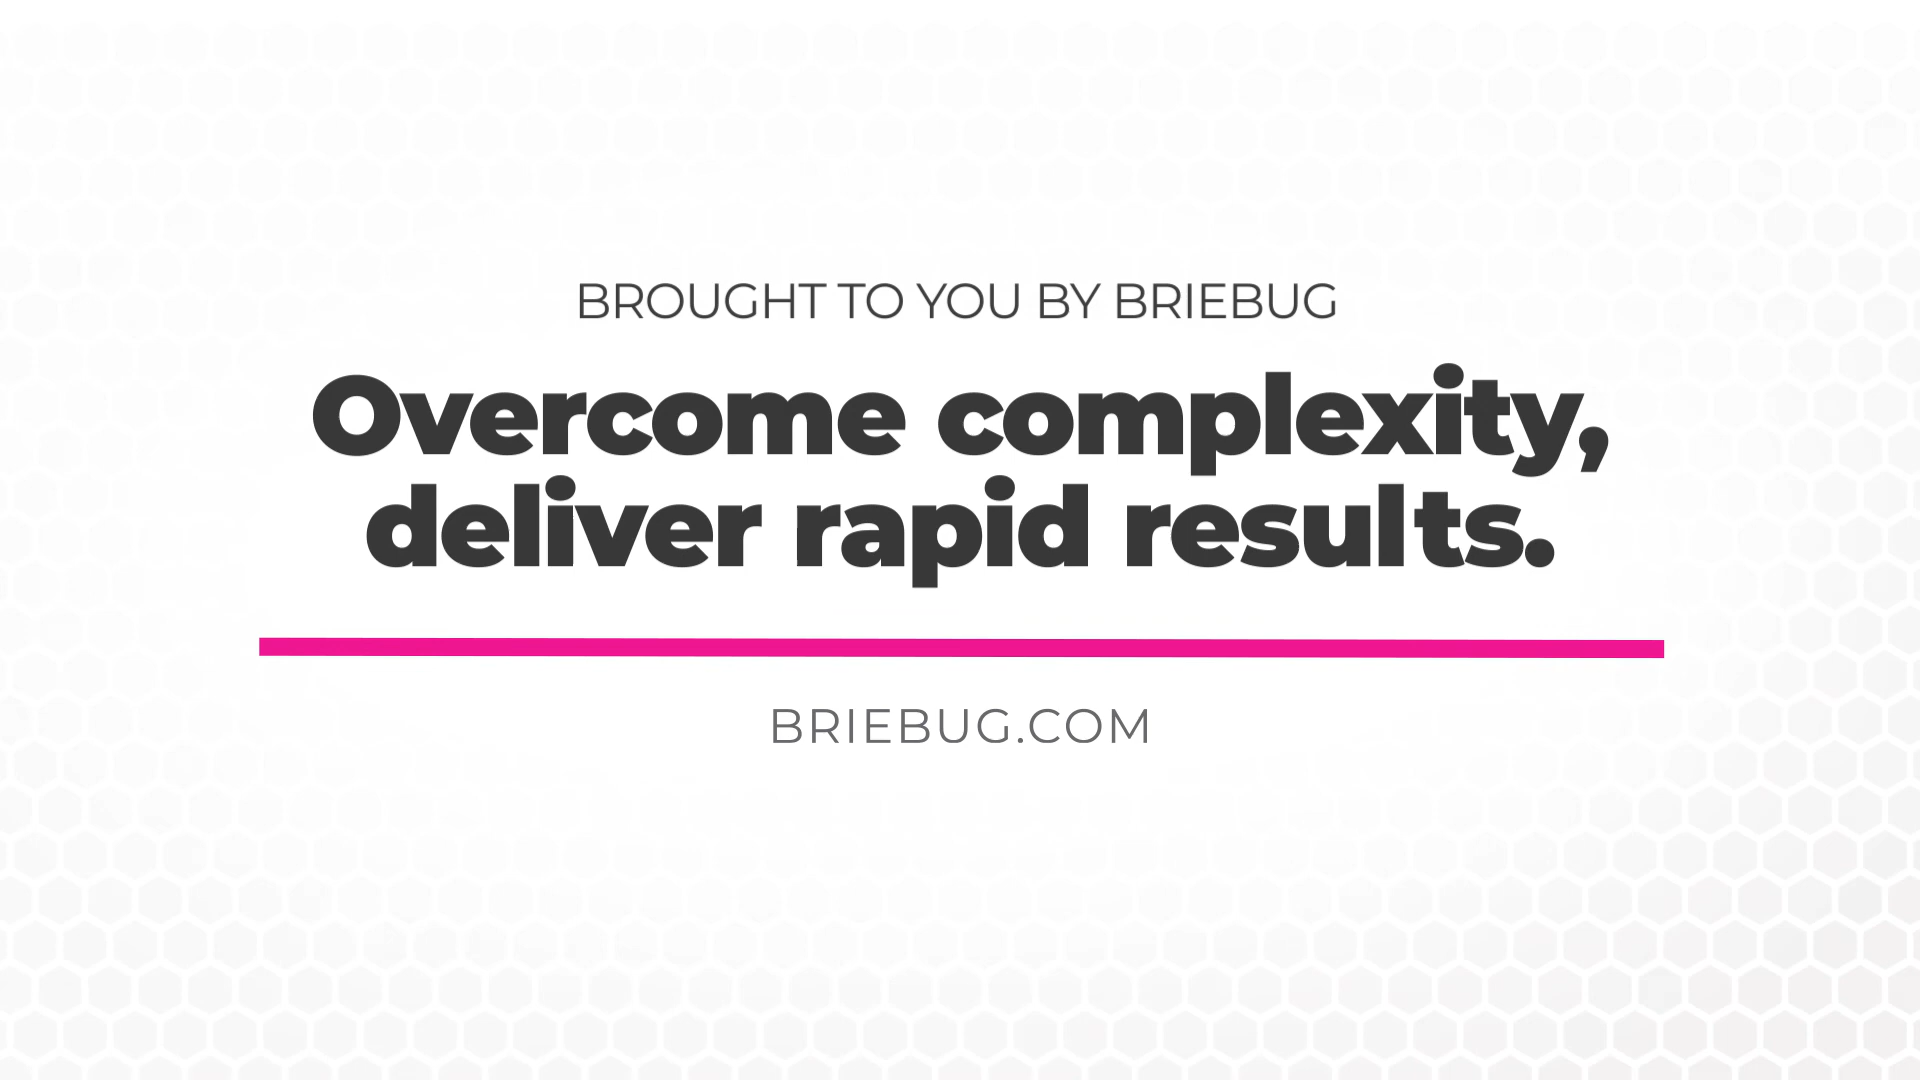 BROUGHT TO YOU BY BRIEBUG
Overcome complexity,
deliver rapid results.
BRIEBUG.COM